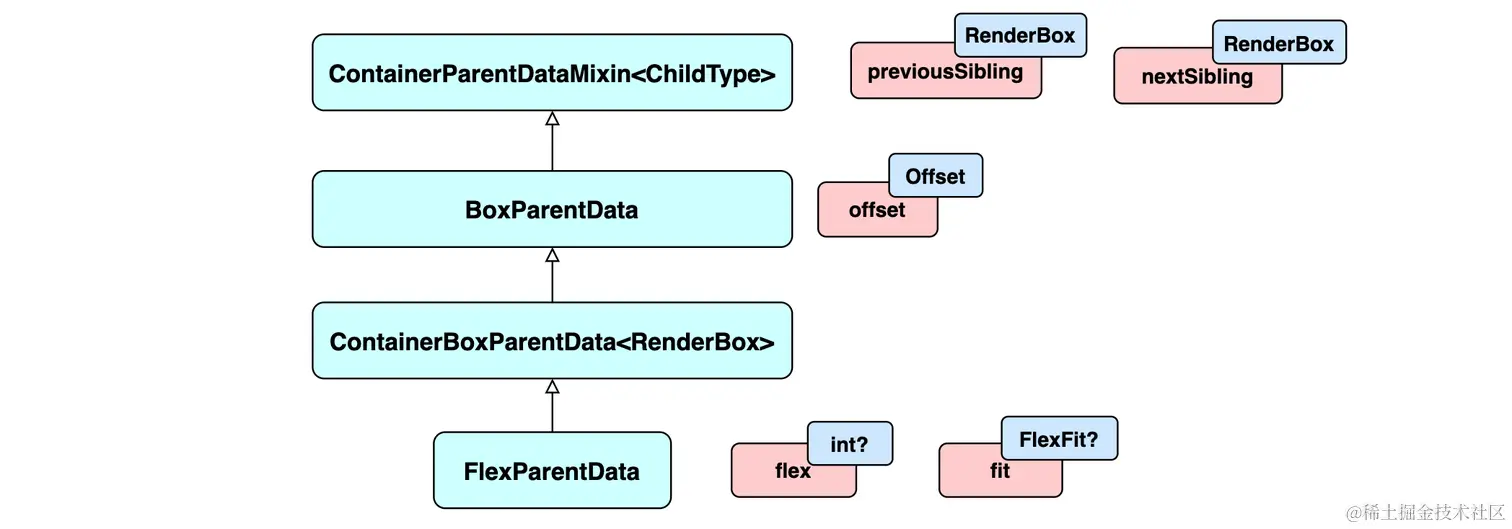 ContainerParentDataMixin<ChildType>
RenderBox
previousSibling
RenderBox
nextSibling
BoxParentData
Offset
offset
ContainerBoxParentData<RenderBox>
FlexParentData
int?
flex
FlexFit?
fit
@稀土掘金技术社区